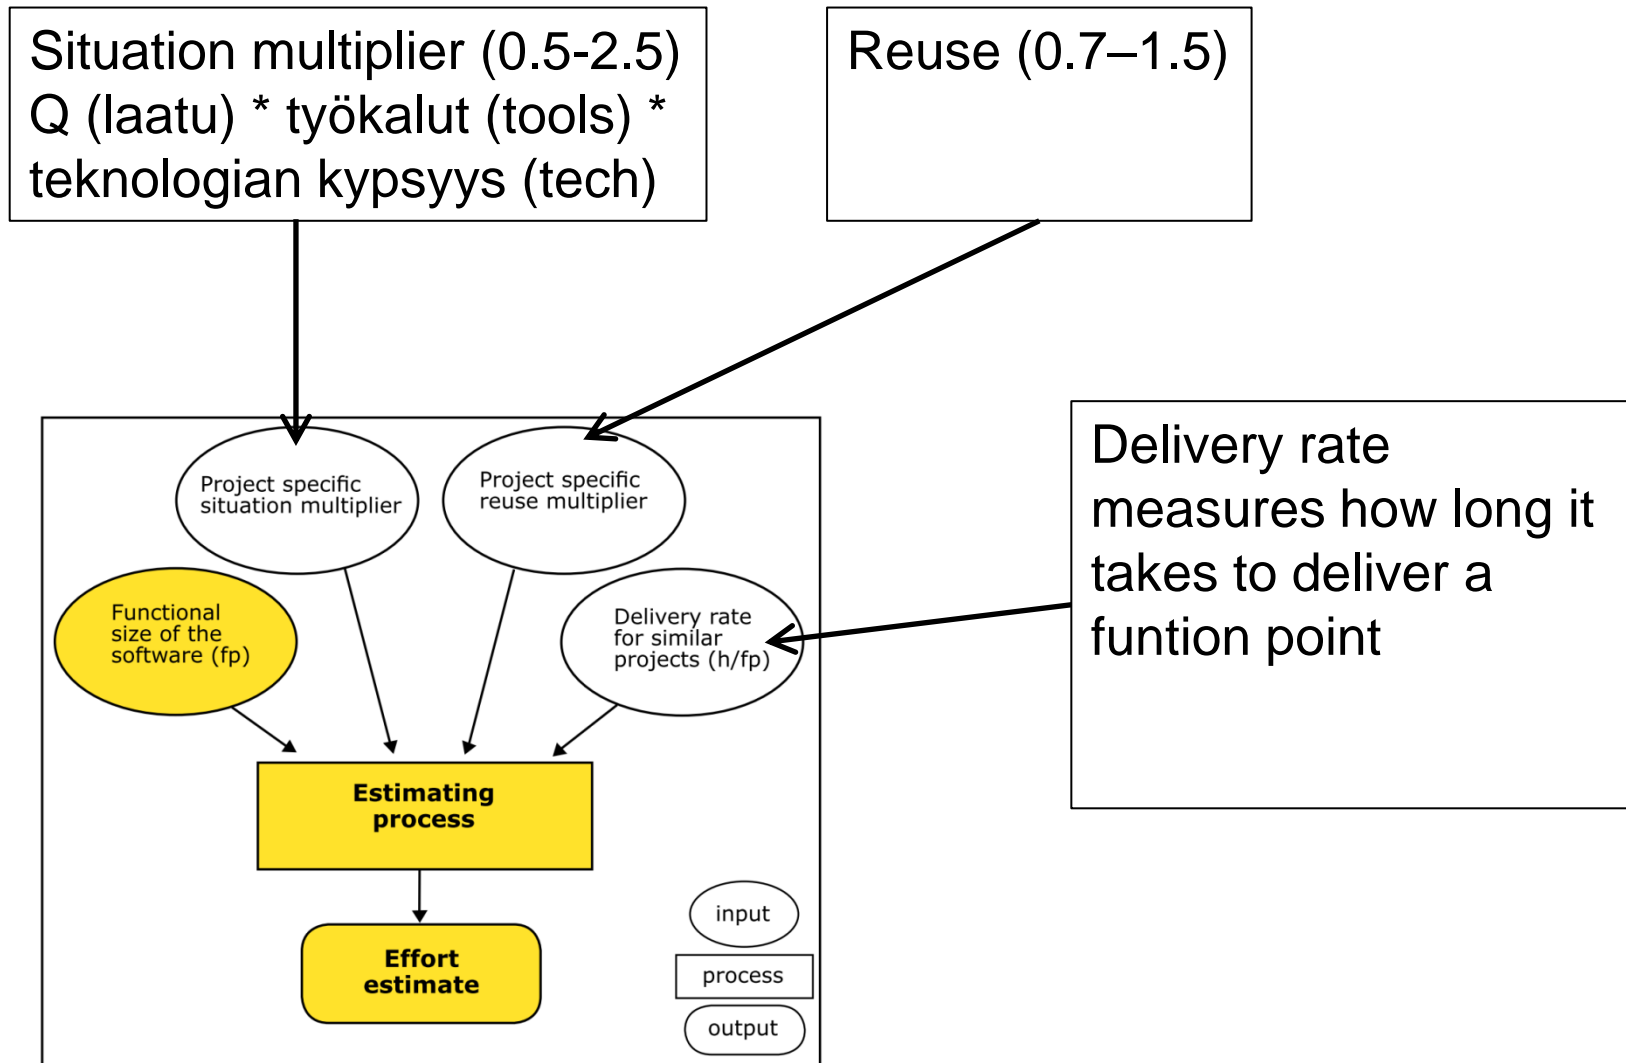 Situation multiplier (0.5-2.5)
Q (laatu) * työkalut (tools) *
teknologian kypsyys (tech)
Reuse (0.7–1.5)
Delivery rate
measures how long it
takes to deliver a
funtion point
Project specific
situation multiplier
Project specific
reuse multiplier
Functional
size of the
software (fp)
Delivery rate
for similar
projects (h/fp)
Estimating
process
Effort
estimate
input
process
output